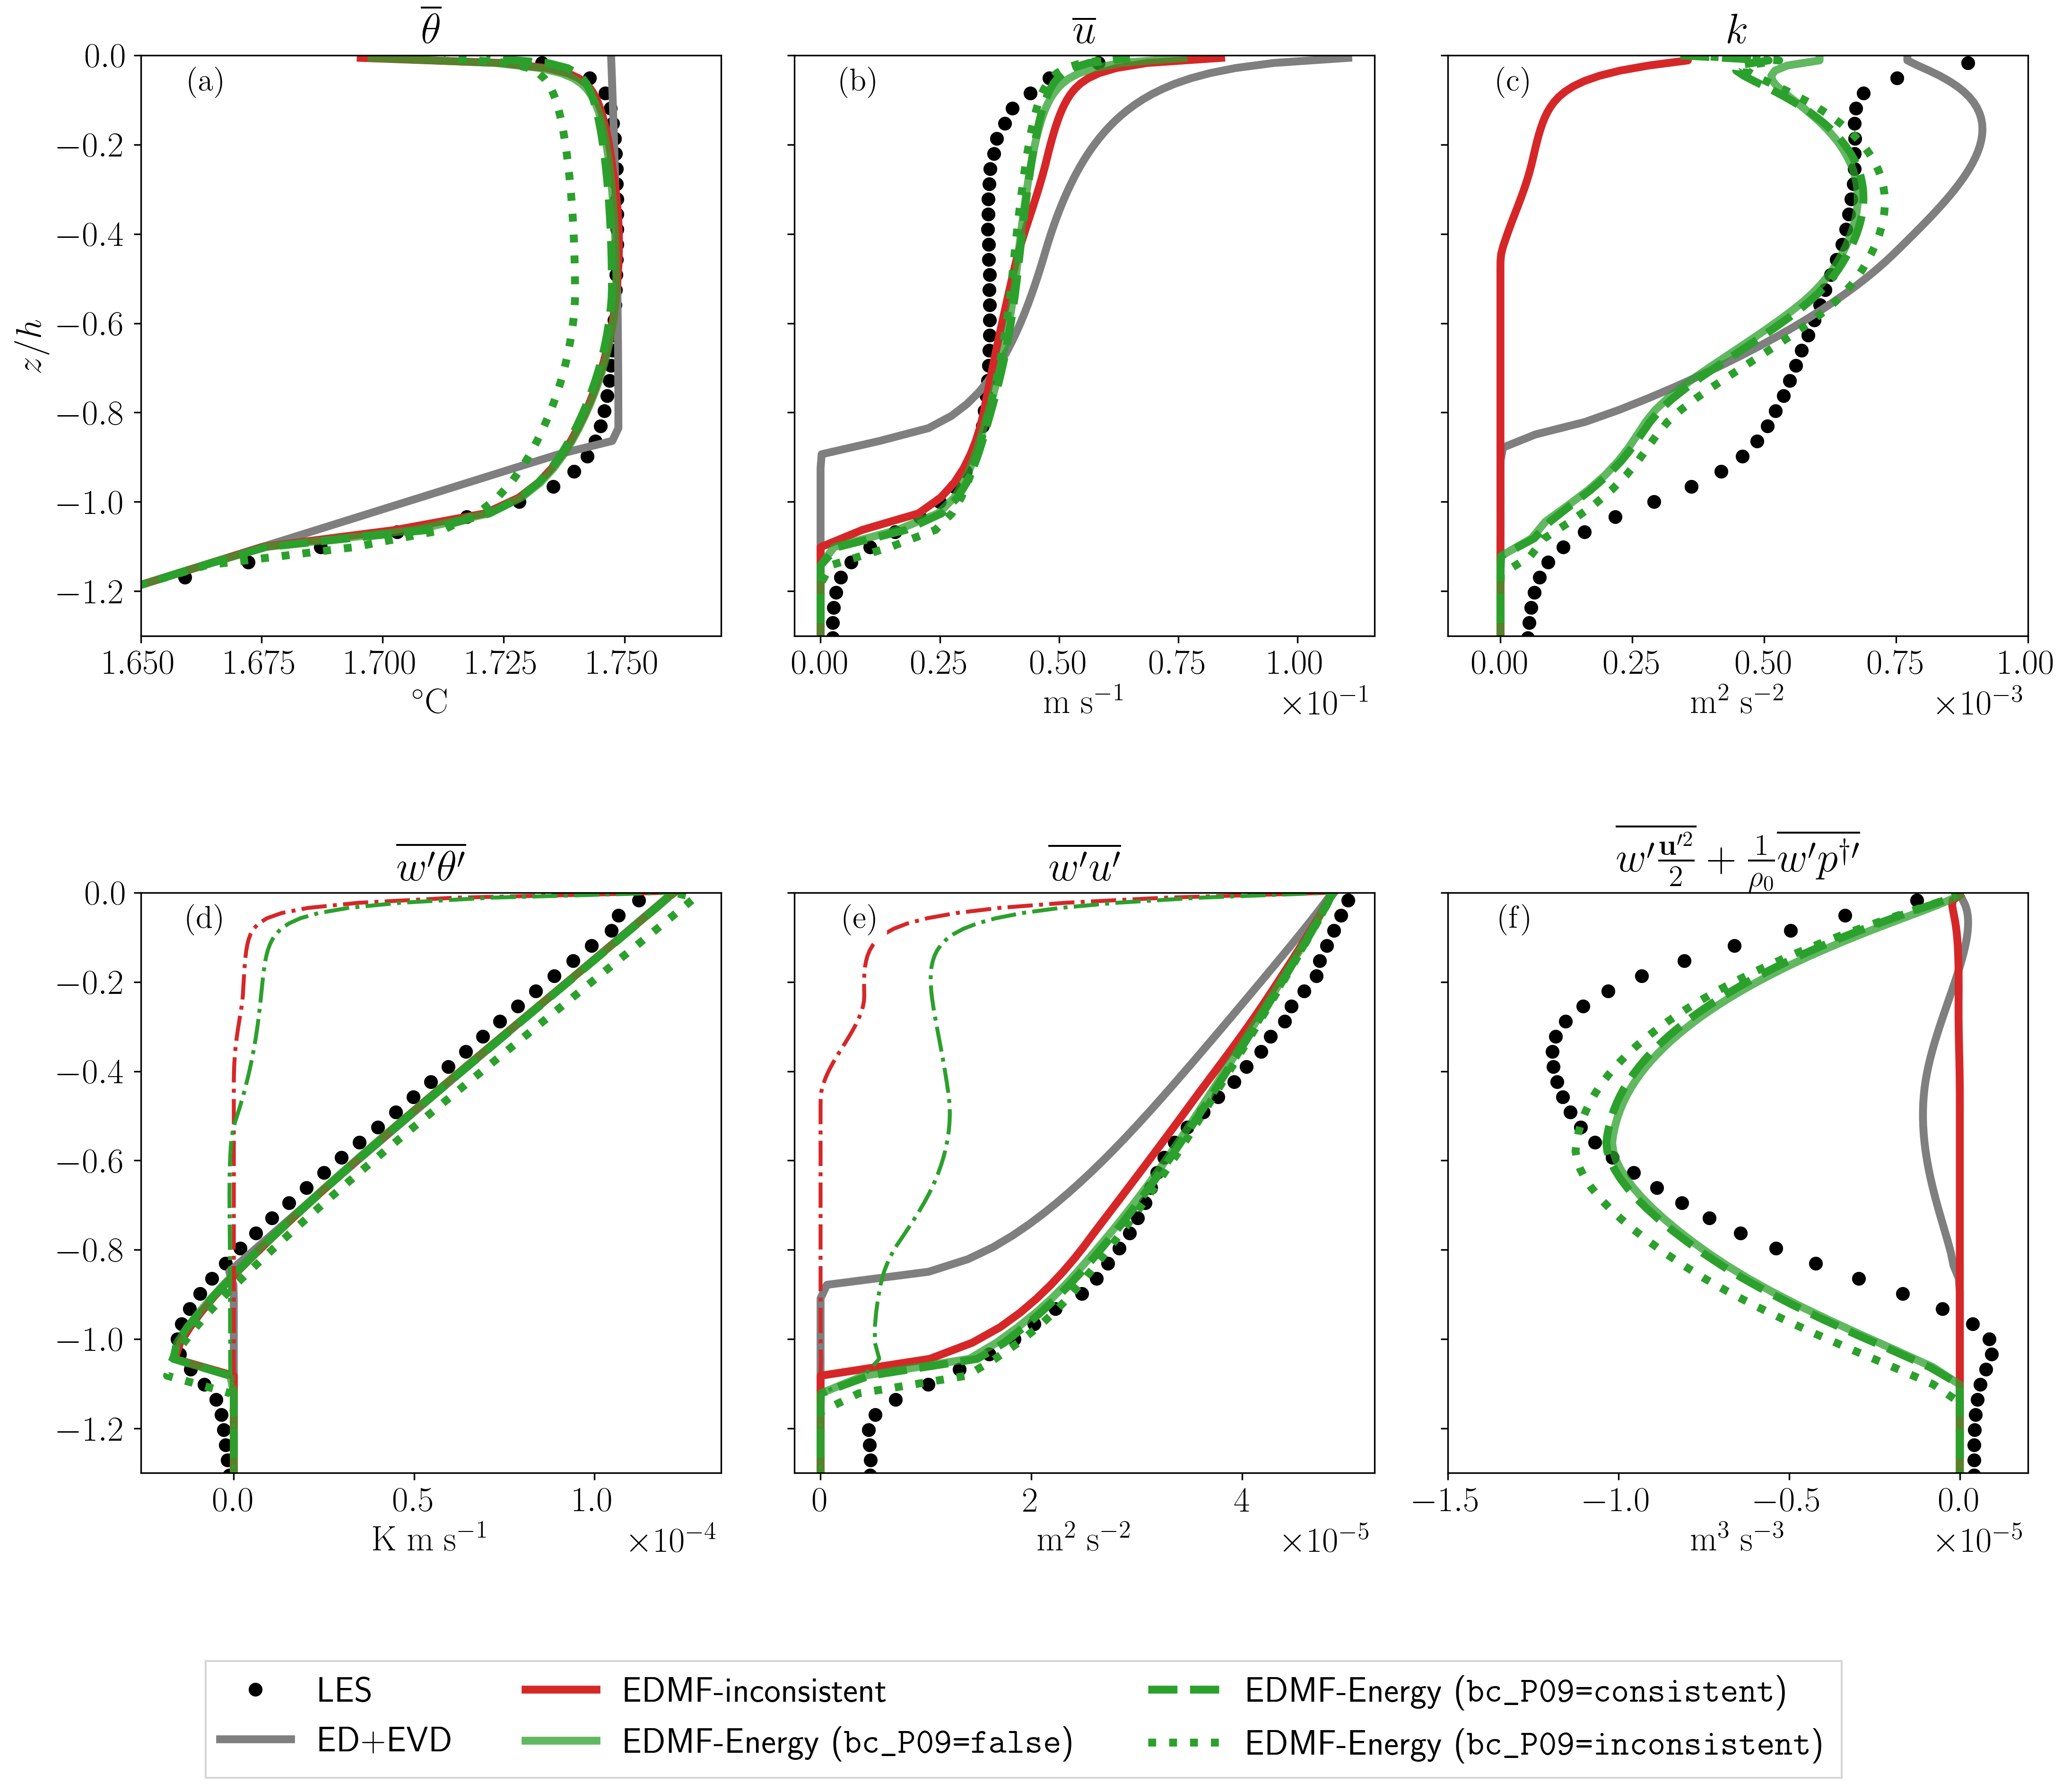 θ̅ u̅ k
(a) (b) (c)
0.0
−0.2
−0.4
−0.6
−0.8
−1.0
−1.2
z/h
1.650 1.675 1.700 1.725 1.750 0.00 0.25 0.50 0.75 1.00 0.00 0.25 0.50 0.75 1.00
°C m s⁻¹ ×10⁻¹ m² s⁻² ×10⁻³
w′θ′ w′u′ w′u′²/2 + 1/ρ₀ w′p†′
(d) (e) (f)
0.0
−0.2
−0.4
−0.6
−0.8
−1.0
−1.2
0.0 0.5 1.0 0 2 4 −1.5 −1.0 −0.5 0.0
K m s⁻¹ ×10⁻⁴ m² s⁻² ×10⁻⁵ m³ s⁻³ ×10⁻⁵
LES EDMF-inconsistent EDMF-Energy (bc_P09=consistent)
ED+EVD EDMF-Energy (bc_P09=false) EDMF-Energy (bc_P09=inconsistent)